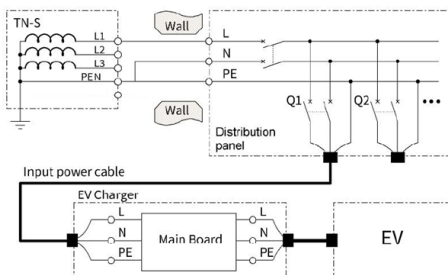 TN-S
L1
L2
L3
PEN
Wall
Wall
L
N
PE
Q1
Q2
Distribution
panel
Input power cable
EV Charger
L
N
PE
Main Board
L
N
PE
EV